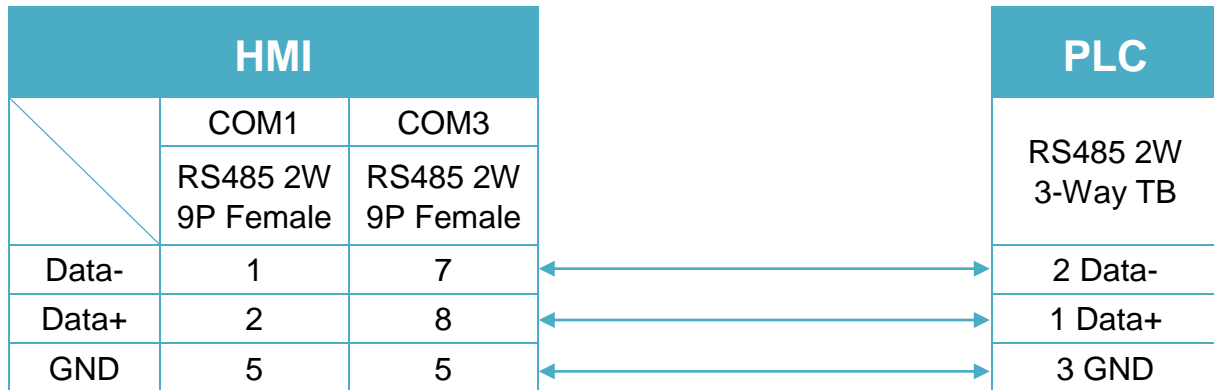 HMI
PLC
COM1 COM3
RS485 2W
9P Female
RS485 2W
9P Female
RS485 2W
3-Way TB
Data- 1 7 2 Data-
Data+ 2 8 1 Data+
GND 5 5 3 GND